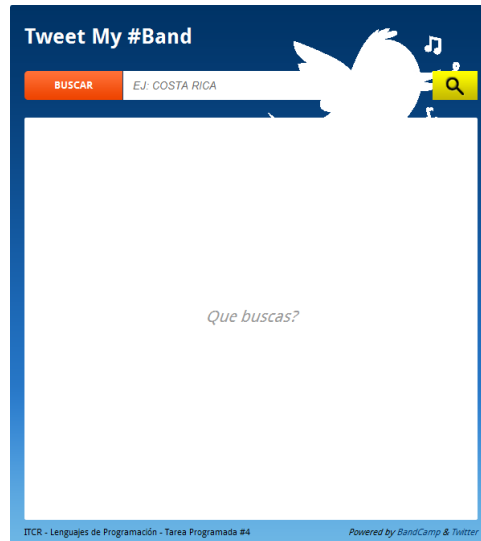 Tweet My #Band
BUSCAR EJ: COSTA RICA
Que buscas?
ITCR - Lenguajes de Programación - Tarea Programada #4 Powered by BandCamp & Twitter